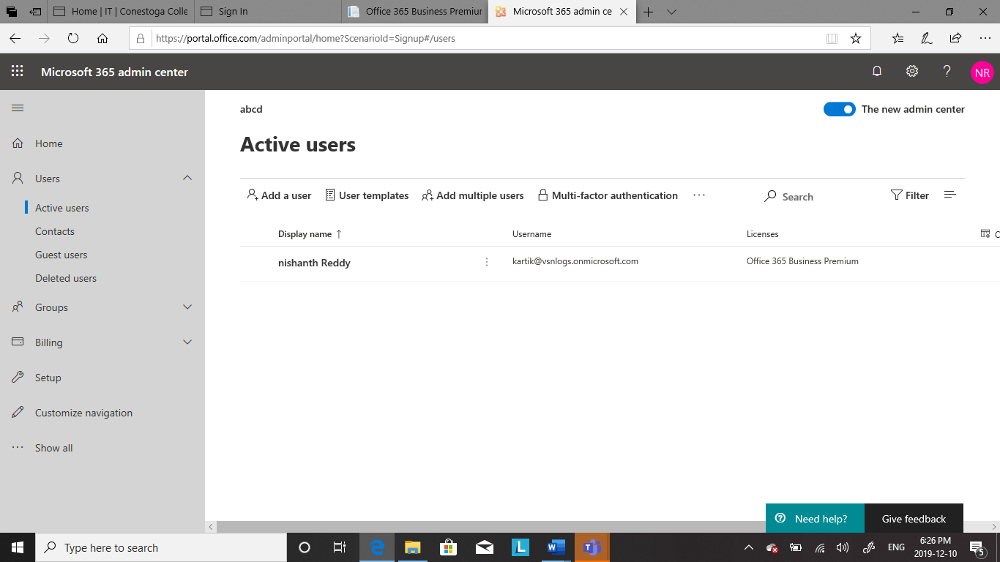 Home | IT | Conestoga Colle
Sign In
Office 365 Business Premiur
Microsoft 365 admin ce
https://portal.office.com/adminportal/home?ScenarioId=Signup#/users
Microsoft 365 admin center
NR
abcd
The new admin center
Home
Active users
Users
Add a user
User templates
Add multiple users
Multi-factor authentication
Search
Filter
Active users
Contacts
Display name ↑
Username
Licenses
C
Guest users
nishanth Reddy
kartik@vsnlogs.onmicrosoft.com
Office 365 Business Premium
Deleted users
Groups
Billing
Setup
Customize navigation
Show all
Need help?
Give feedback
Type here to search
L
ENG
6:26 PM
2019-12-10
5